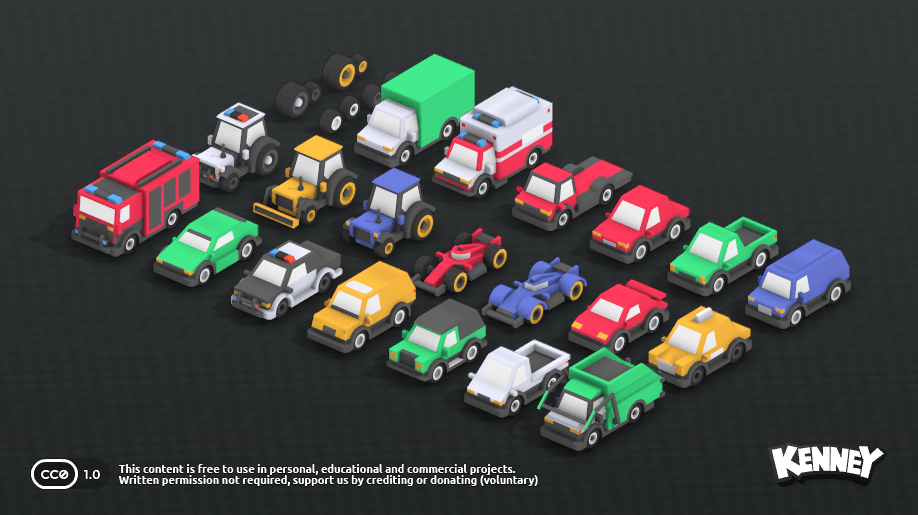 CC0 1.0
This content is free to use in personal, educational and commercial projects.
Written permission not required, support us by crediting or donating (voluntary)
KENNEY